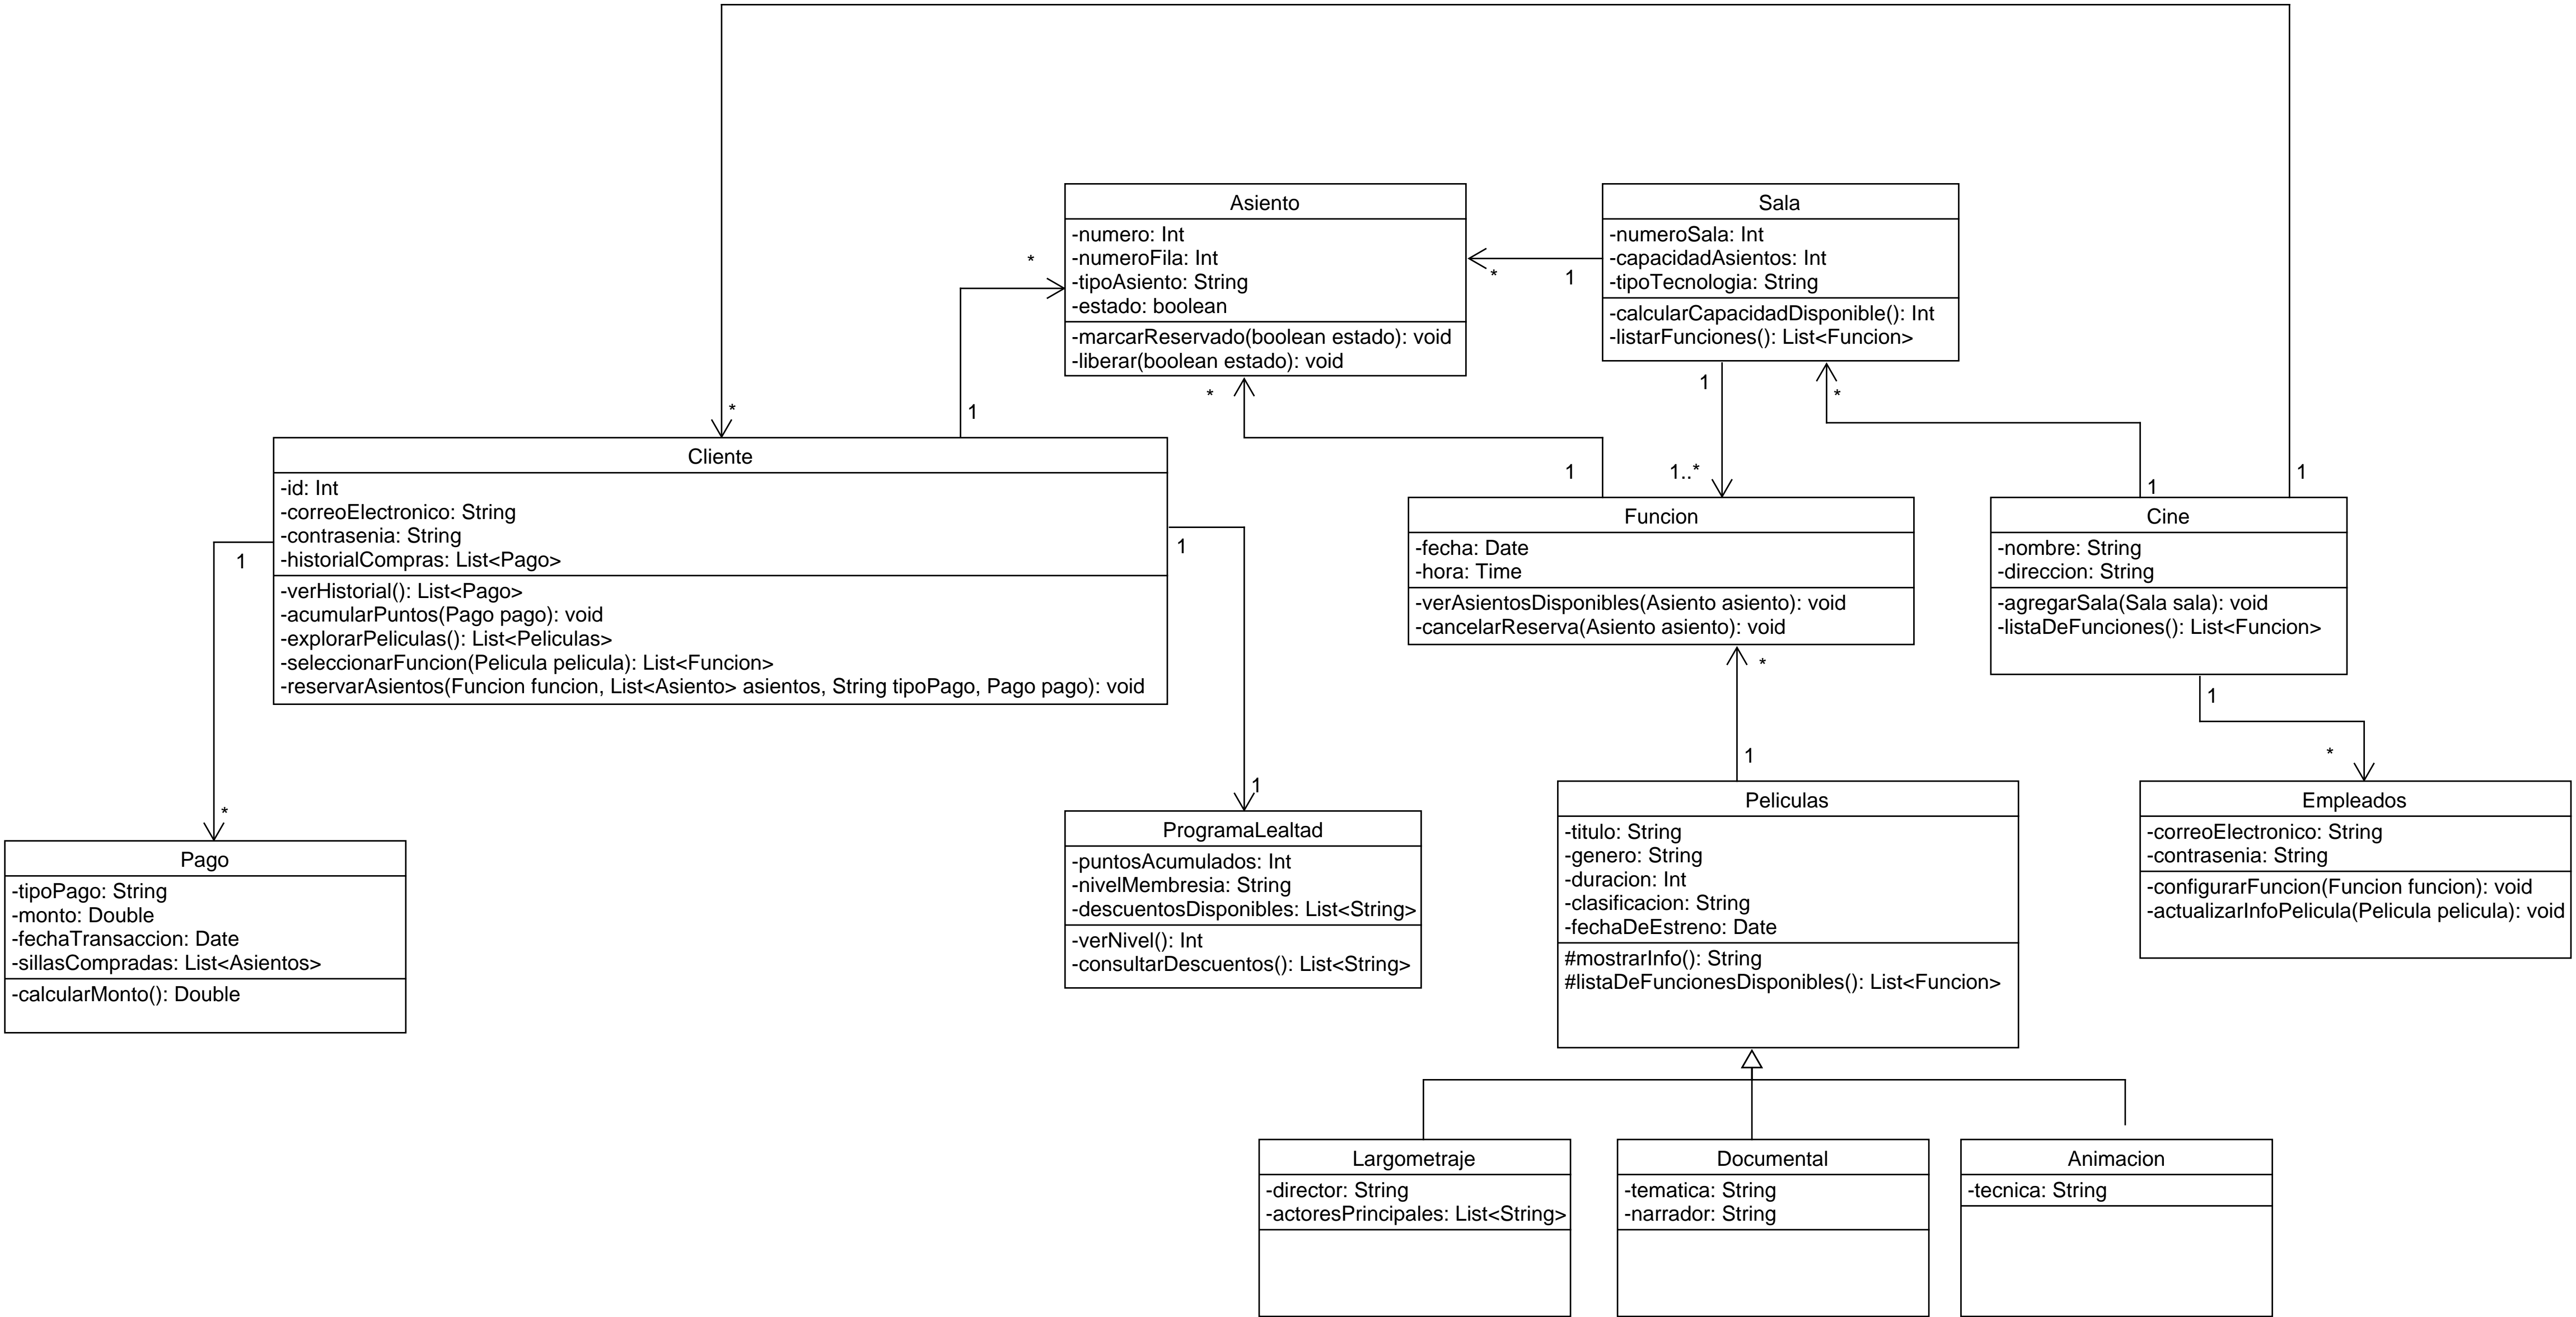 Asiento
-numero: Int
-numeroFila: Int
-tipoAsiento: String
-estado: boolean
-marcarReservado(boolean estado): void
-liberar(boolean estado): void
*
1
*
1
Sala
-numeroSala: Int
-capacidadAsientos: Int
-tipoTecnologia: String
-calcularCapacidadDisponible(): Int
-listarFunciones(): List<Funcion>
*
1
1
1..*
*
1
*
1
Cliente
-id: Int
-correoElectronico: String
-contrasenia: String
-historialCompras: List<Pago>
-verHistorial(): List<Pago>
-acumularPuntos(Pago pago): void
-explorarPeliculas(): List<Peliculas>
-seleccionarFuncion(Pelicula pelicula): List<Funcion>
-reservarAsientos(Funcion funcion, List<Asiento> asientos, String tipoPago, Pago pago): void
1
*
1
1
Funcion
-fecha: Date
-hora: Time
-verAsientosDisponibles(Asiento asiento): void
-cancelarReserva(Asiento asiento): void
*
1
Cine
-nombre: String
-direccion: String
-agregarSala(Sala sala): void
-listaDeFunciones(): List<Funcion>
1
*
Pago
-tipoPago: String
-monto: Double
-fechaTransaccion: Date
-sillasCompradas: List<Asientos>
-calcularMonto(): Double
ProgramaLealtad
-puntosAcumulados: Int
-nivelMembresia: String
-descuentosDisponibles: List<String>
-verNivel(): Int
-consultarDescuentos(): List<String>
Peliculas
-titulo: String
-genero: String
-duracion: Int
-clasificacion: String
-fechaDeEstreno: Date
#mostrarInfo(): String
#listaDeFuncionesDisponibles(): List<Funcion>
Empleados
-correoElectronico: String
-contrasenia: String
-configurarFuncion(Funcion funcion): void
-actualizarInfoPelicula(Pelicula pelicula): void
Largometraje
-director: String
-actoresPrincipales: List<String>
Documental
-tematica: String
-narrador: String
Animacion
-tecnica: String